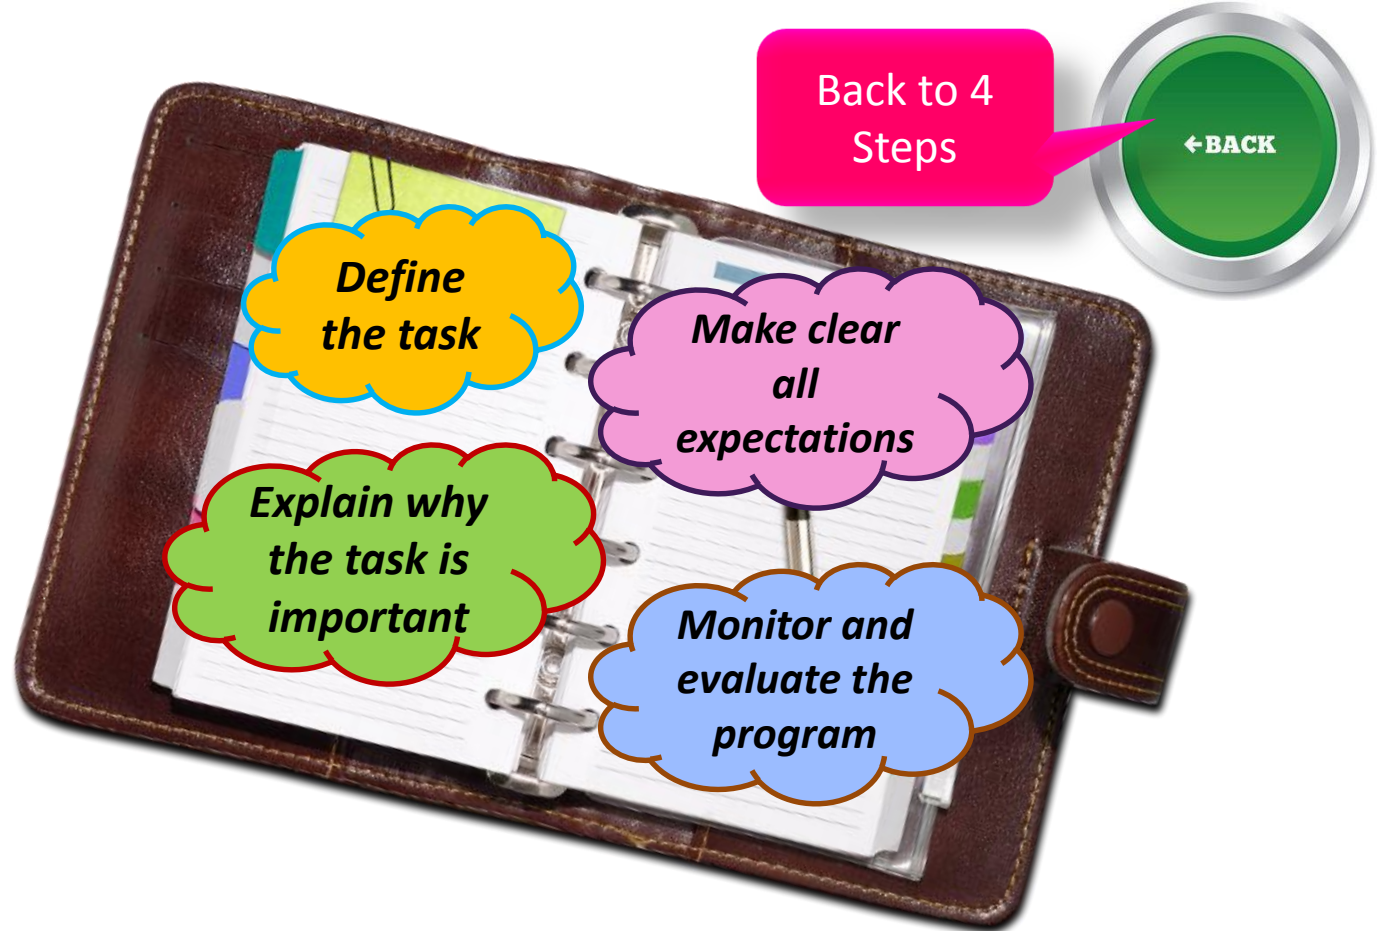 Back to 4
Steps
←BACK
Define
the task
Make clear
all
expectations
Explain why
the task is
important
Monitor and
evaluate the
program